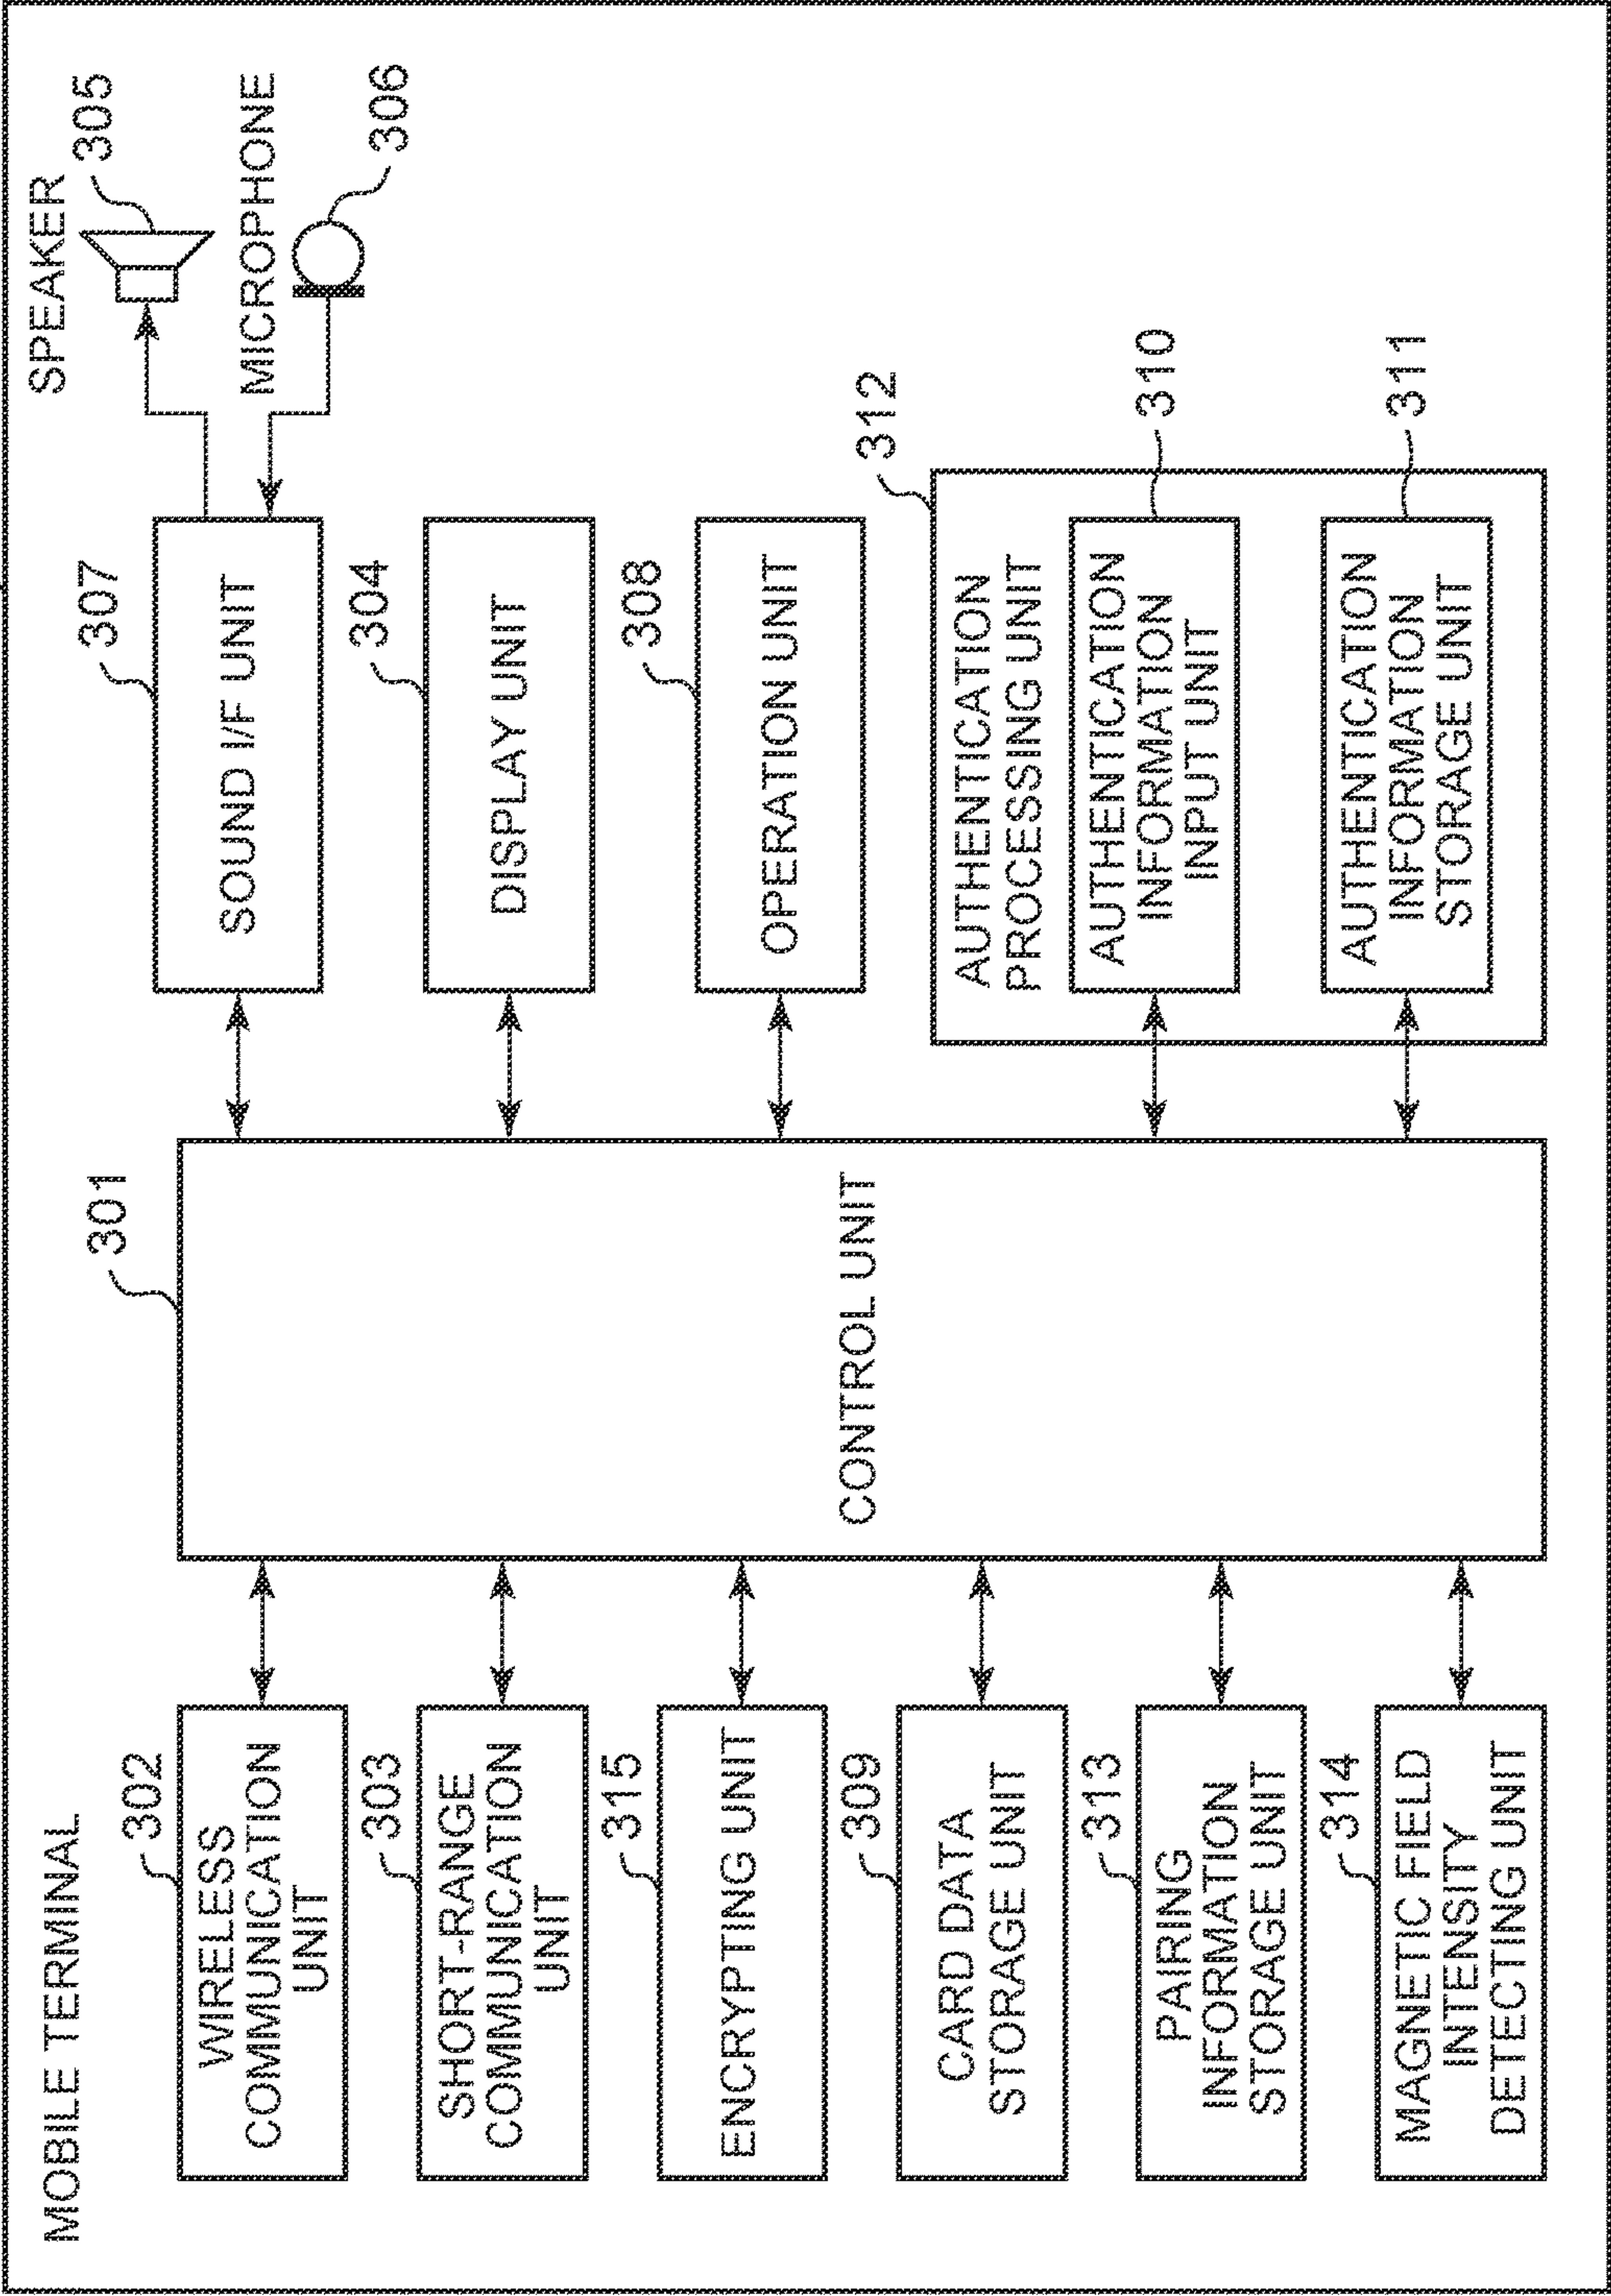 MOBILE TERMINAL
302
WIRELESS
COMMUNICATION
UNIT
303
SHORT-RANGE
COMMUNICATION
UNIT
315
ENCRYPTING UNIT
309
CARD DATA
STORAGE UNIT
313
PAIRING
INFORMATION
STORAGE UNIT
314
MAGNETIC FIELD
INTENSITY
DETECTING UNIT
301
CONTROL UNIT
307
SOUND I/F UNIT
304
DISPLAY UNIT
308
OPERATION UNIT
312
AUTHENTICATION
PROCESSING UNIT
AUTHENTICATION
INFORMATION
INPUT UNIT
310
AUTHENTICATION
INFORMATION
STORAGE UNIT
311
SPEAKER
305
MICROPHONE
306